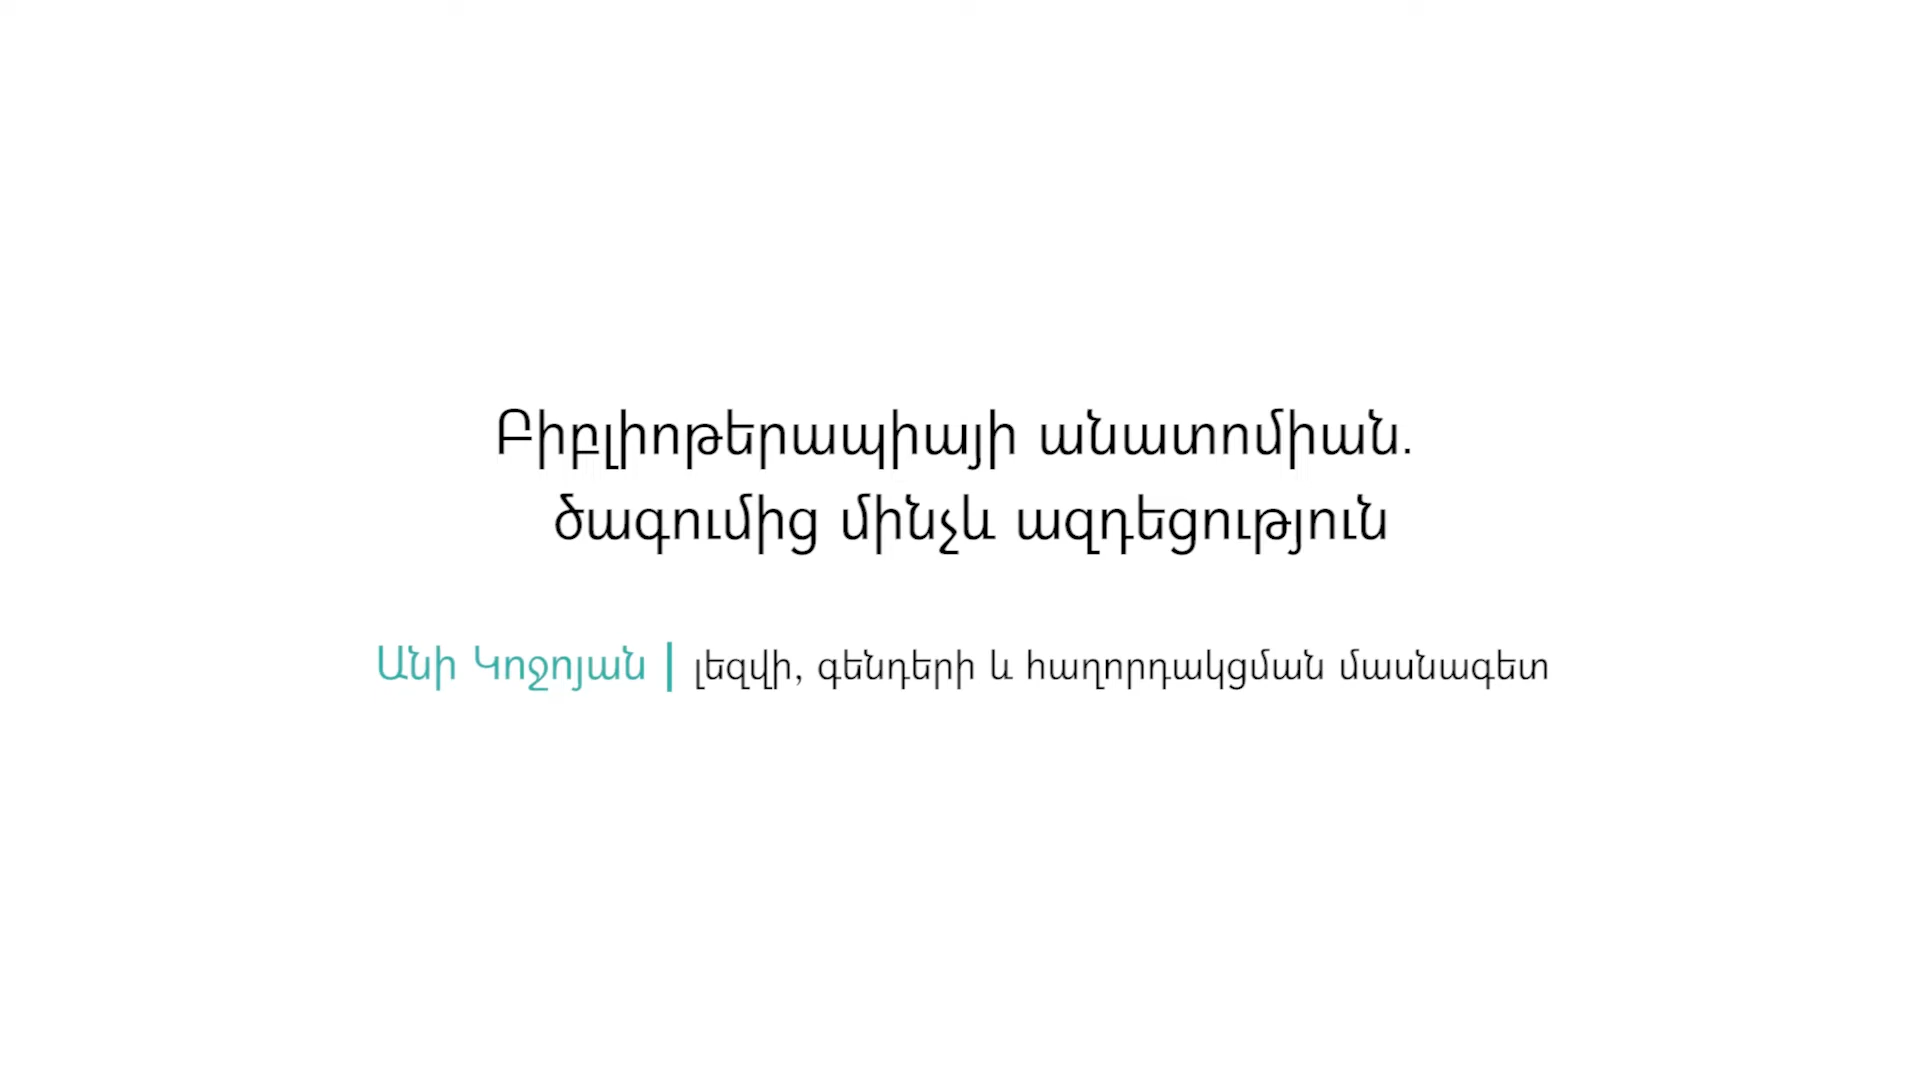 Բիբլիոթերապիայի անատոմիան.
ծագումից մինչև ազդեցություն
Անի Կոջոյան | լեզվի, գենդերի և հաղորդակցման մասնագետ